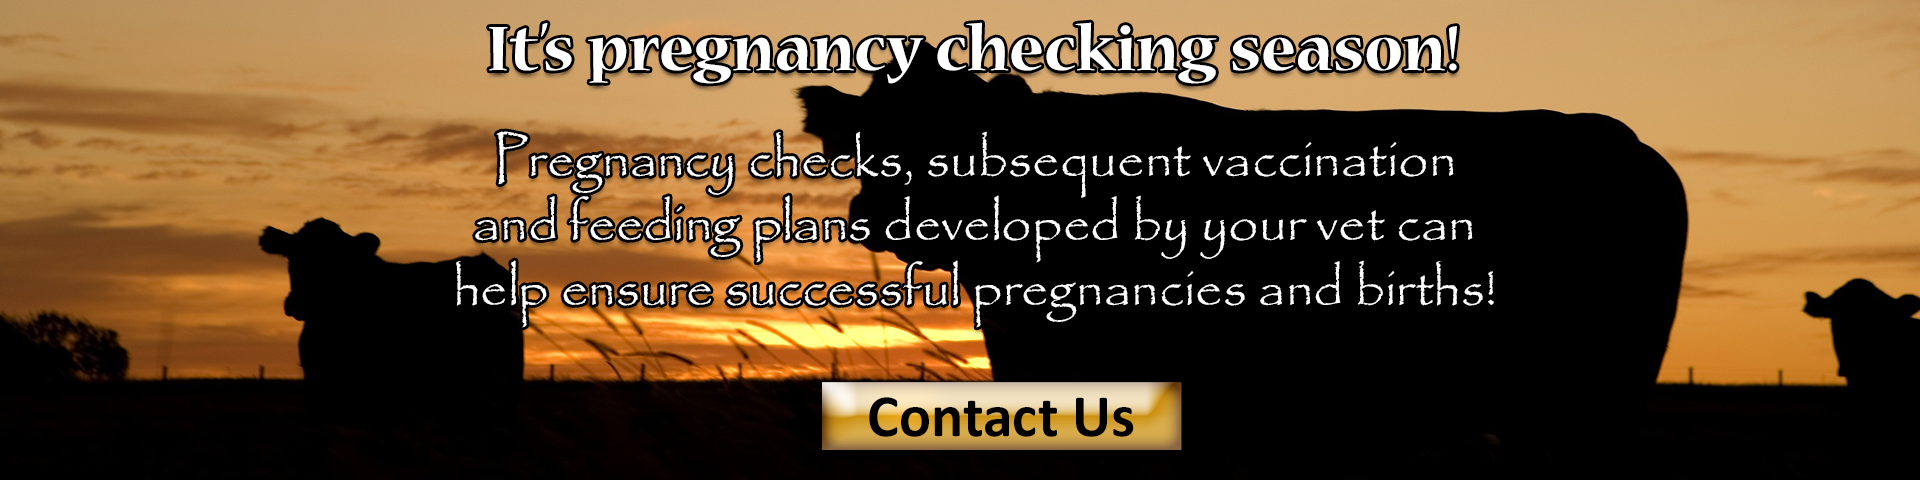 It's pregnancy checking season!
Pregnancy checks, subsequent vaccination
and feeding plans developed by your vet can
help ensure successful pregnancies and births!
Contact Us